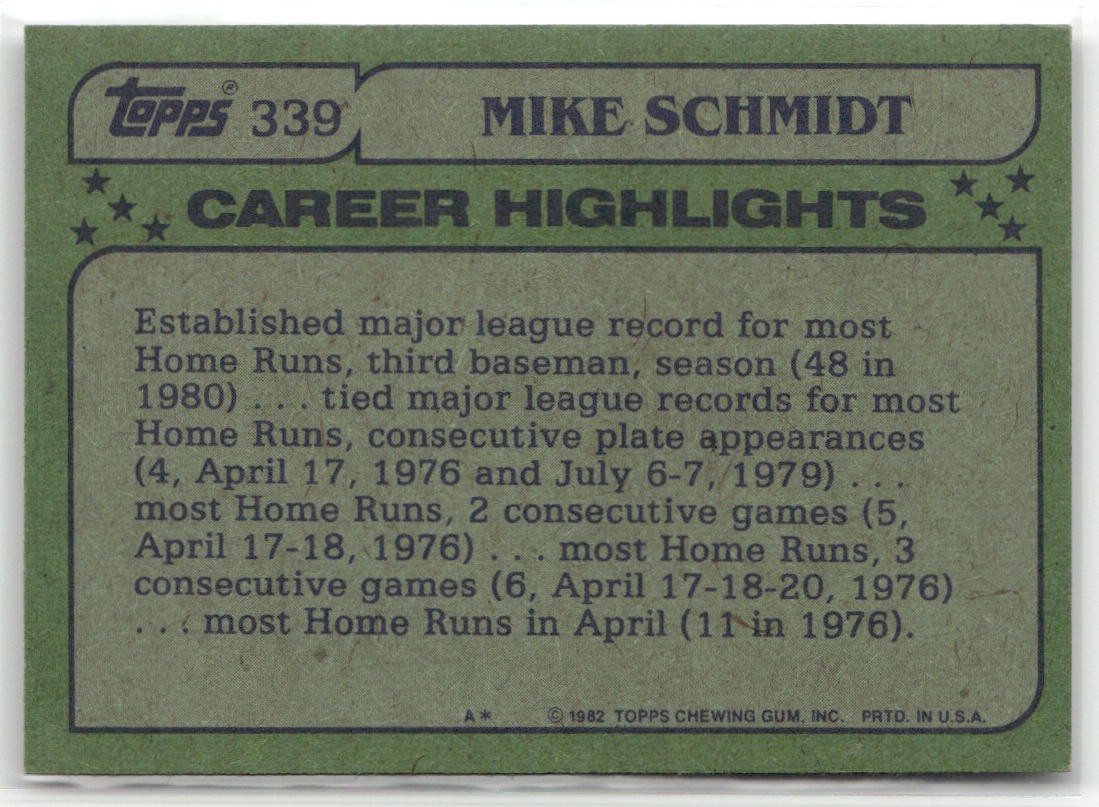 topps® 339 MIKE SCHMIDT
CAREER HIGHLIGHTS
Established major league record for most
Home Runs, third baseman, season (48 in
1980) . . . tied major league records for most
Home Runs, consecutive plate appearances
(4, April 17, 1976 and July 6-7, 1979) . . .
most Home Runs, 2 consecutive games (5,
April 17-18, 1976) . . . most Home Runs, 3
consecutive games (6, April 17-18-20, 1976)
. . . most Home Runs in April (11 in 1976).
A* © 1982 TOPPS CHEWING GUM, INC. PRTD. IN U.S.A.